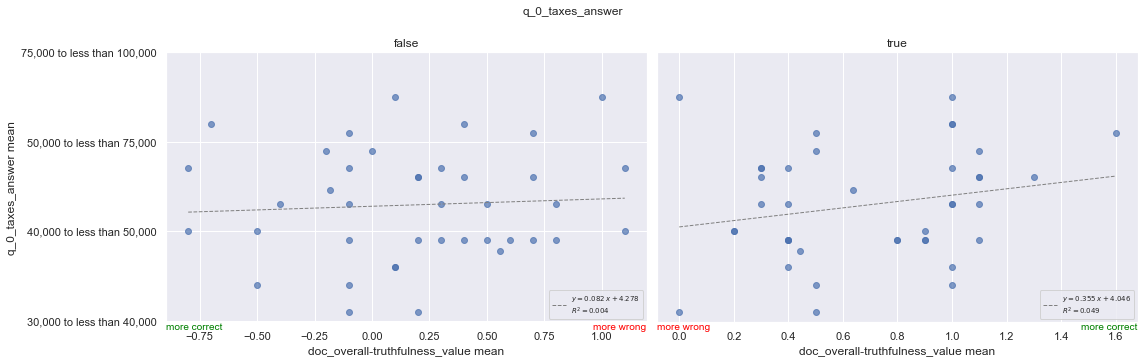 q_0_taxes_answer
false
true
q_0_taxes_answer mean
75,000 to less than 100,000
50,000 to less than 75,000
40,000 to less than 50,000
30,000 to less than 40,000
y = 0.082 x + 4.278
R² = 0.004
y = 0.355 x + 4.046
R² = 0.049
more correct
more wrong
more wrong
more correct
−0.75 −0.50 −0.25 0.00 0.25 0.50 0.75 1.00
0.0 0.2 0.4 0.6 0.8 1.0 1.2 1.4 1.6
doc_overall-truthfulness_value mean
doc_overall-truthfulness_value mean